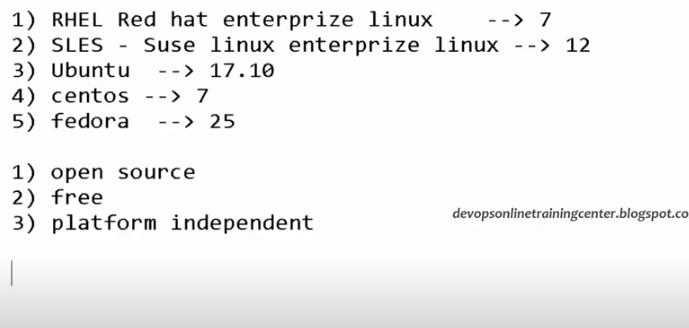 1) RHEL Red hat enterprize linux --> 7
2) SLES - Suse linux enterprize linux --> 12
3) Ubuntu --> 17.10
4) centos --> 7
5) fedora --> 25
1) open source
2) free
3) platform independent
devopsonlinetrainingcenter.blogspot.co